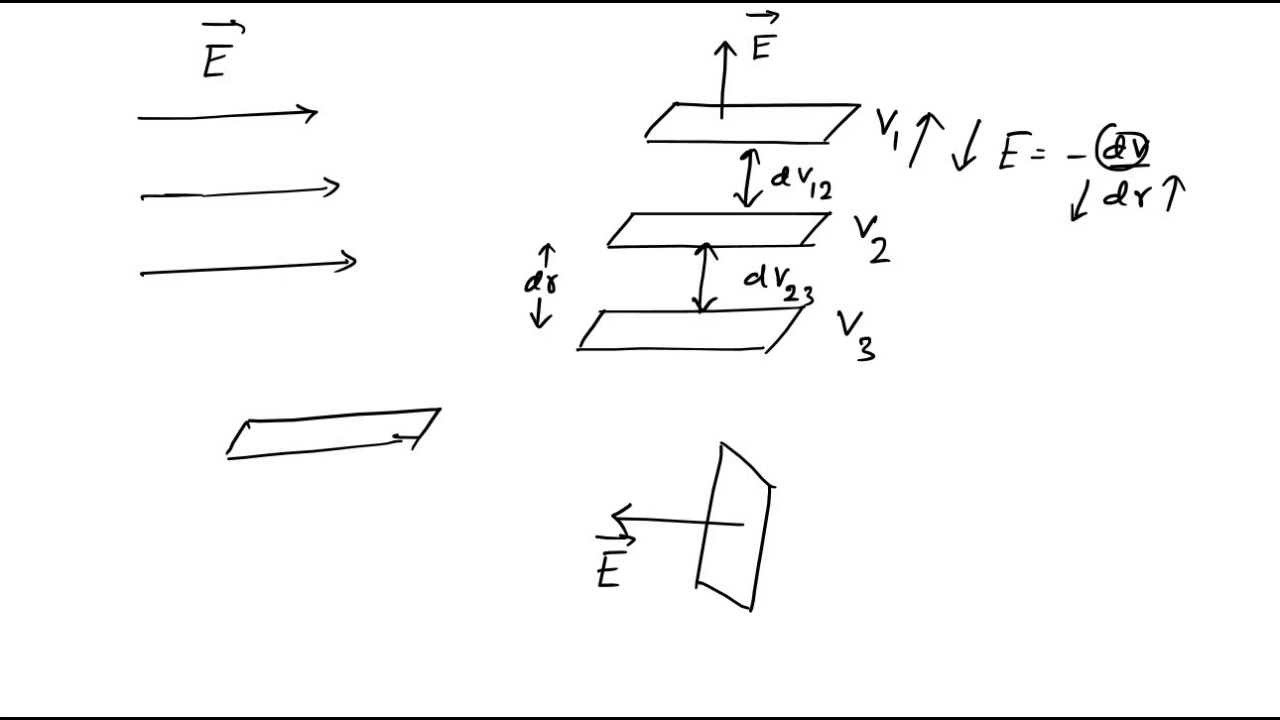 E⃗
E⃗
V₁ ↑ ↓ E = - dV/dr ↓ ↑
dV₁₂
V₂
dr
dV₂₃
V₃
E⃗